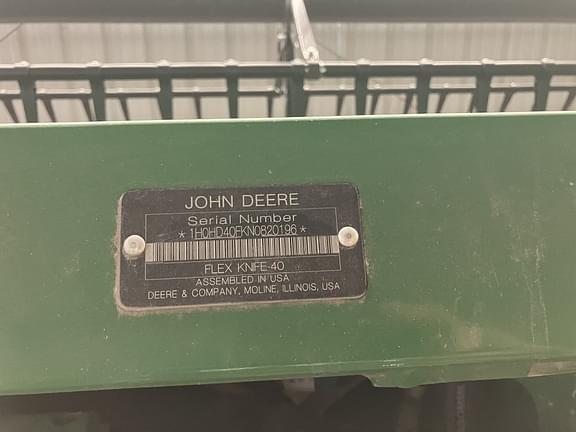 JOHN DEERE
Serial Number
*1H0HD40FKN0820196*
FLEX KNIFE-40
ASSEMBLED IN USA
DEERE & COMPANY, MOLINE, ILLINOIS, USA